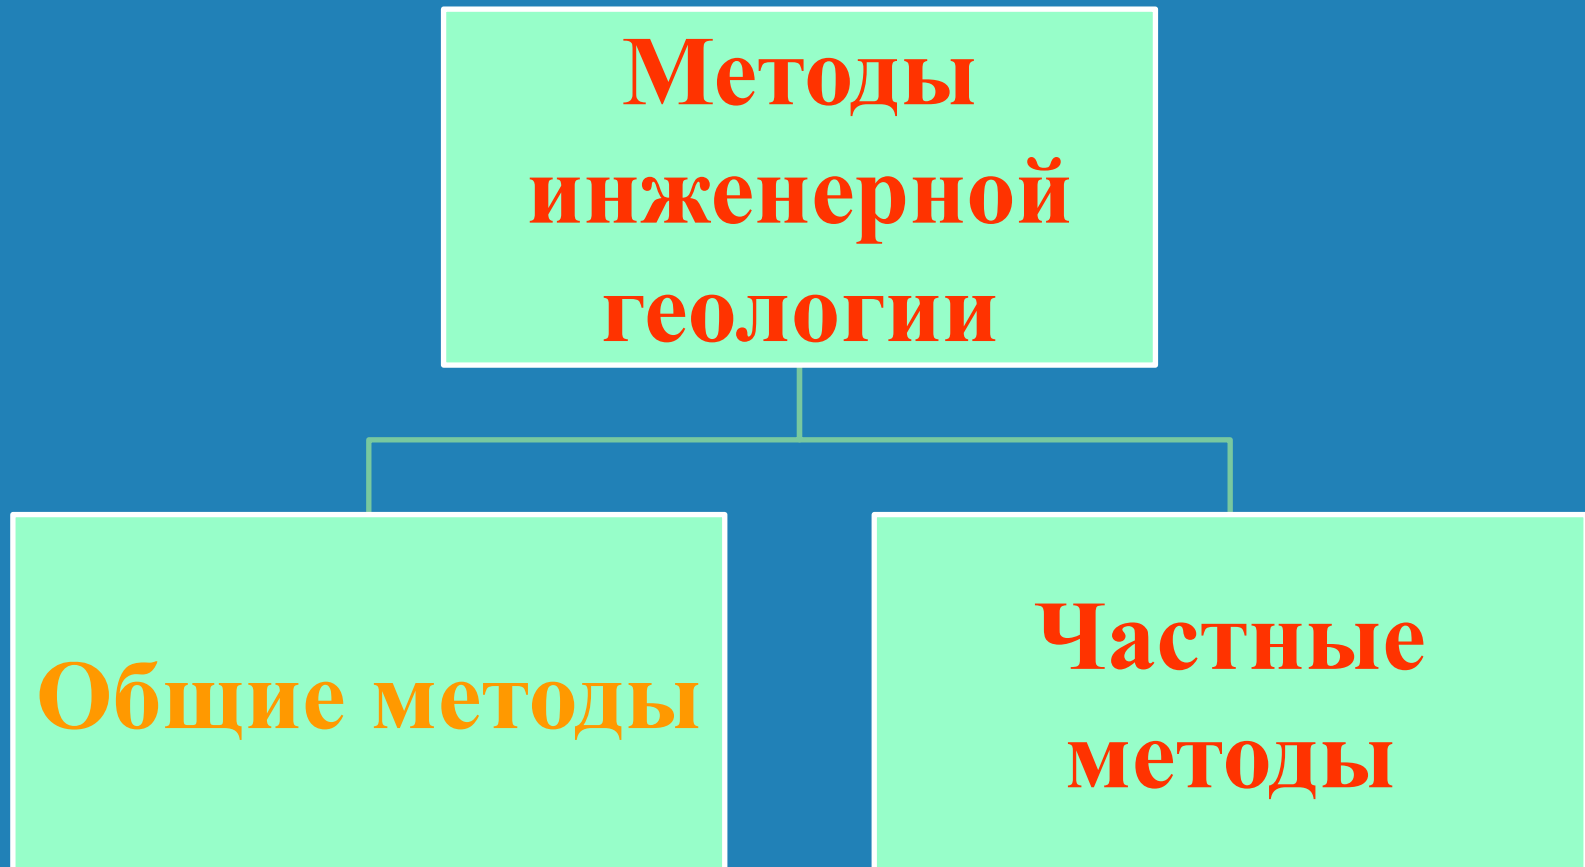 Методы
инженерной
геологии
Общие методы
Частные
методы